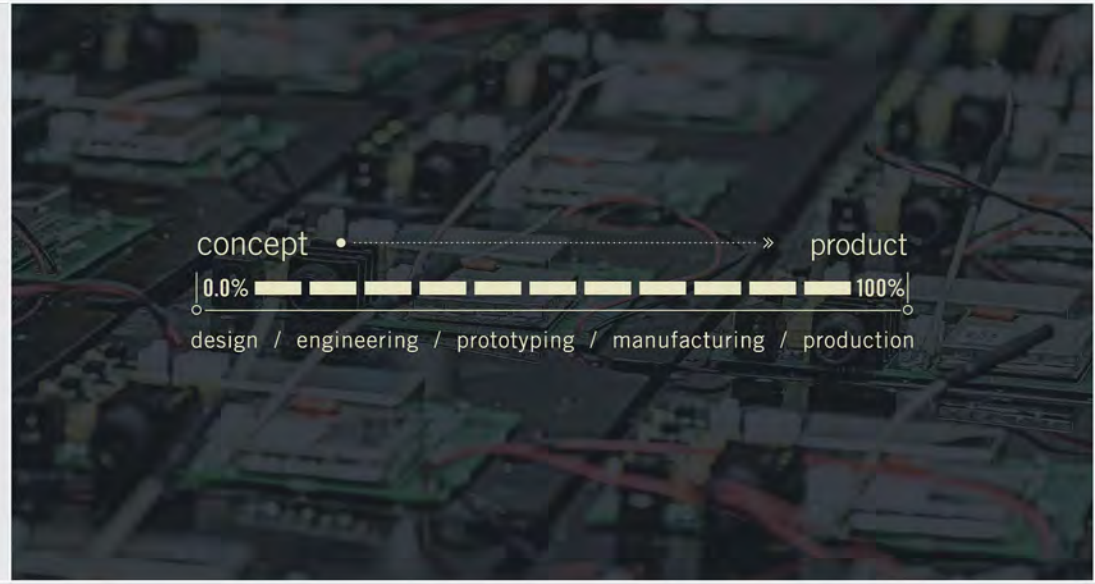 concept product
0.0% 100%
design / engineering / prototyping / manufacturing / production